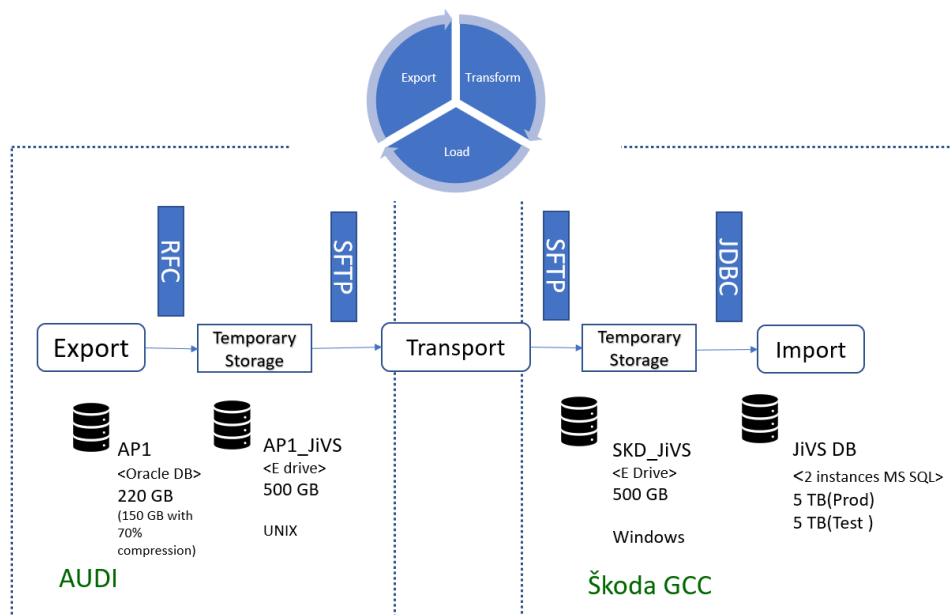 Export
Transform
Load
RFC
SFTP
SFTP
JDBC
Export
Temporary
Storage
Transport
Temporary
Storage
Import
AP1
<Oracle DB>
220 GB
(150 GB with
70%
compression)
AP1_JiVS
<E drive>
500 GB
UNIX
SKD_JiVS
<E Drive>
500 GB
Windows
JiVS DB
<2 instances MS SQL>
5 TB(Prod)
5 TB(Test )
AUDI
Škoda GCC